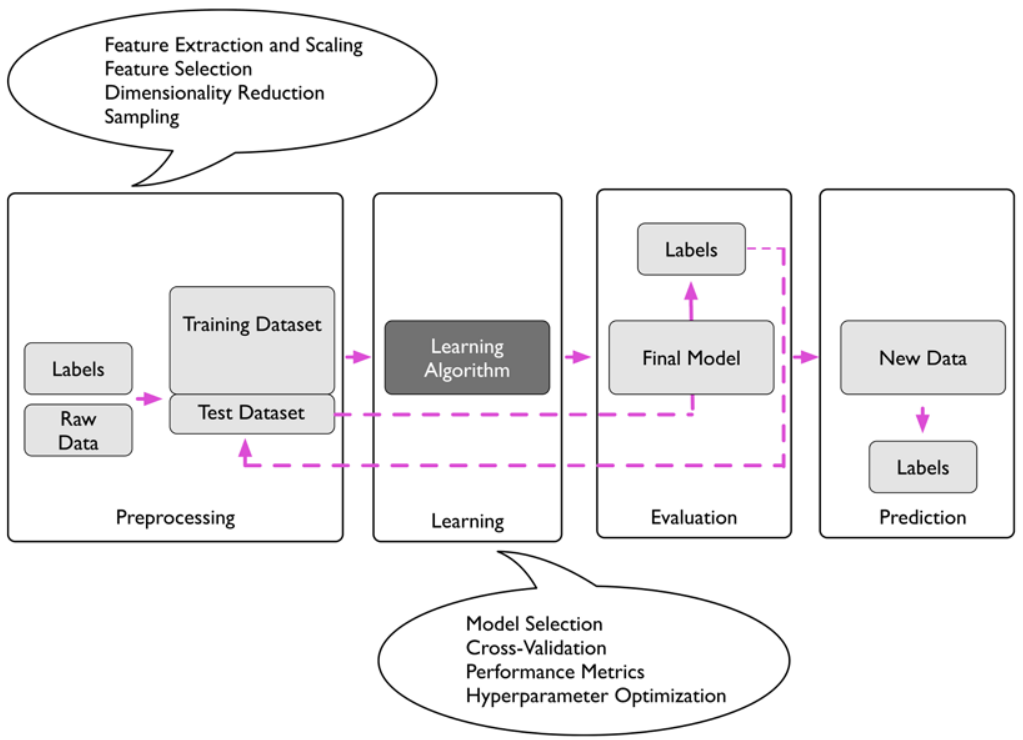 Feature Extraction and Scaling
Feature Selection
Dimensionality Reduction
Sampling
Labels
Raw
Data
Training Dataset
Test Dataset
Preprocessing
Learning
Algorithm
Learning
Labels
Final Model
Evaluation
New Data
Labels
Prediction
Model Selection
Cross-Validation
Performance Metrics
Hyperparameter Optimization